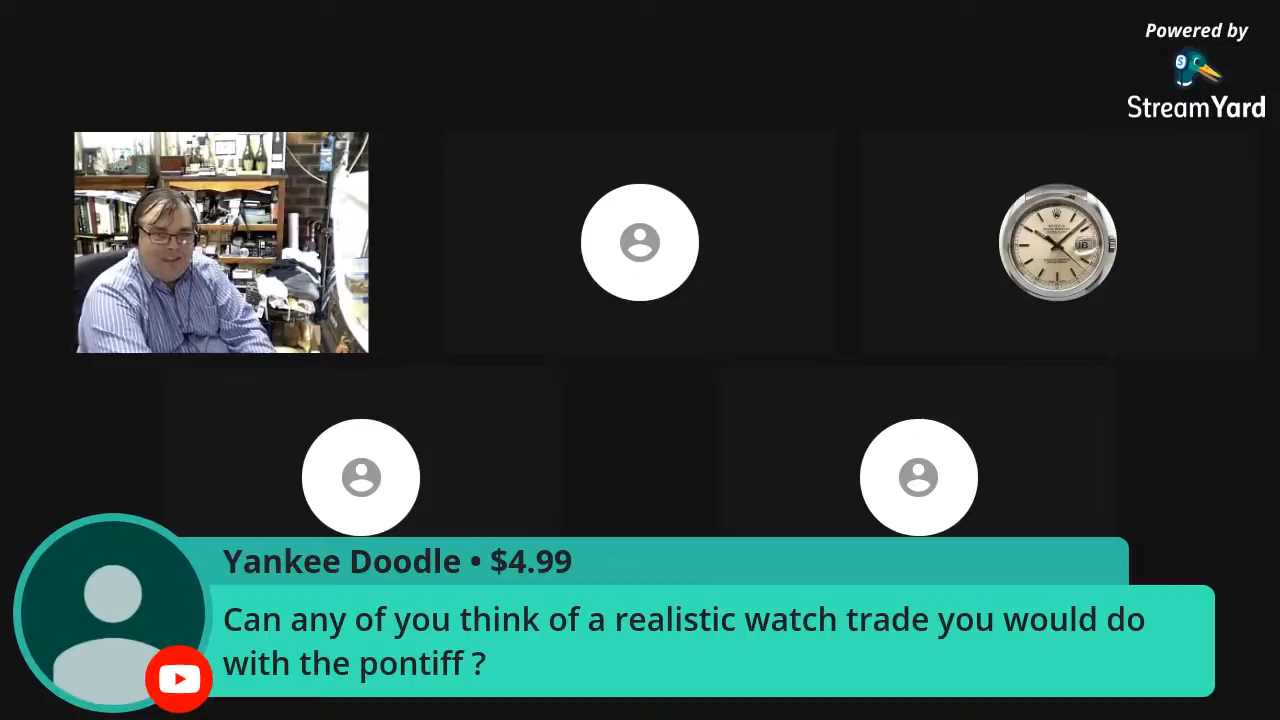 Powered by
StreamYard
Yankee Doodle • $4.99
Can any of you think of a realistic watch trade you would do
with the pontiff ?